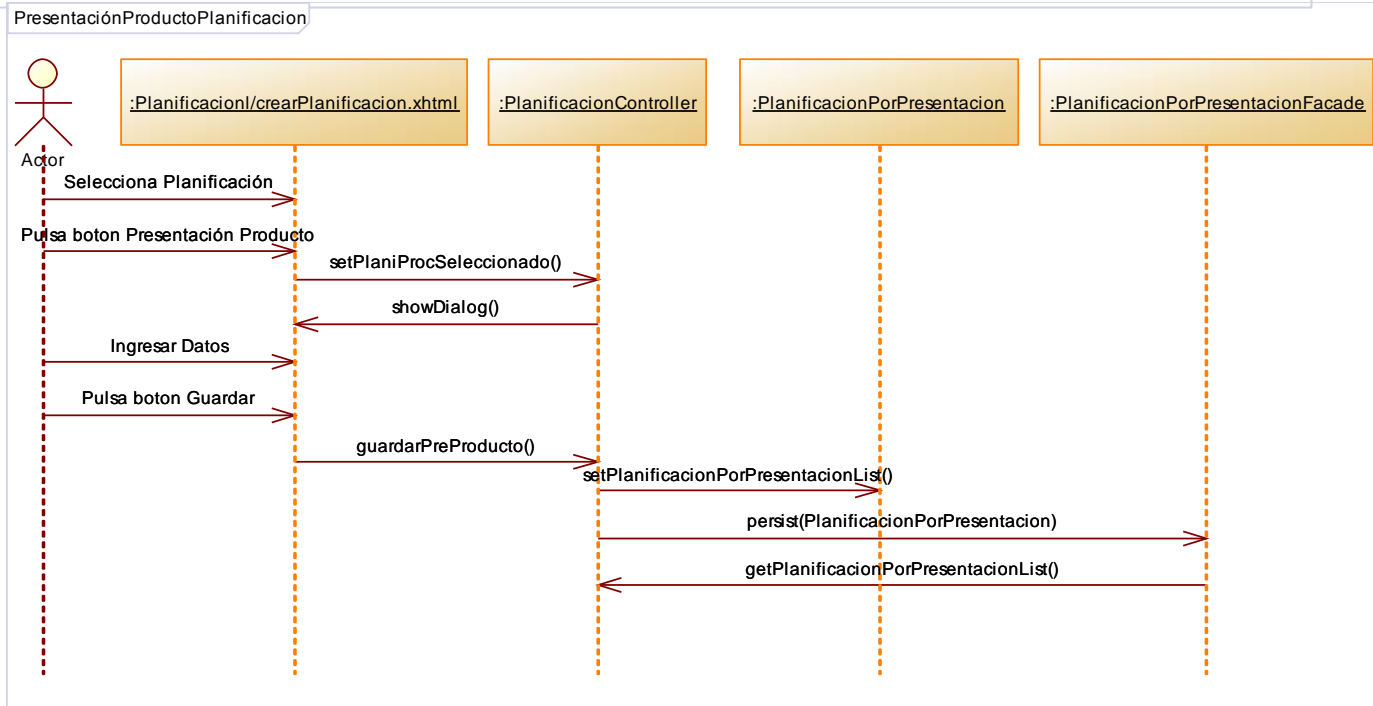 PresentaciónProductoPlanificacion
:Planificacionl/crearPlanificacion.xhtml
:PlanificacionController
:PlanificacionPorPresentacion
:PlanificacionPorPresentacionFacade
Actor
Selecciona Planificación
Pulsa boton Presentación Producto
setPlaniProcSeleccionado()
showDialog()
Ingresar Datos
Pulsa boton Guardar
guardarPreProducto()
setPlanificacionPorPresentacionList()
persist(PlanificacionPorPresentacion)
getPlanificacionPorPresentacionList()